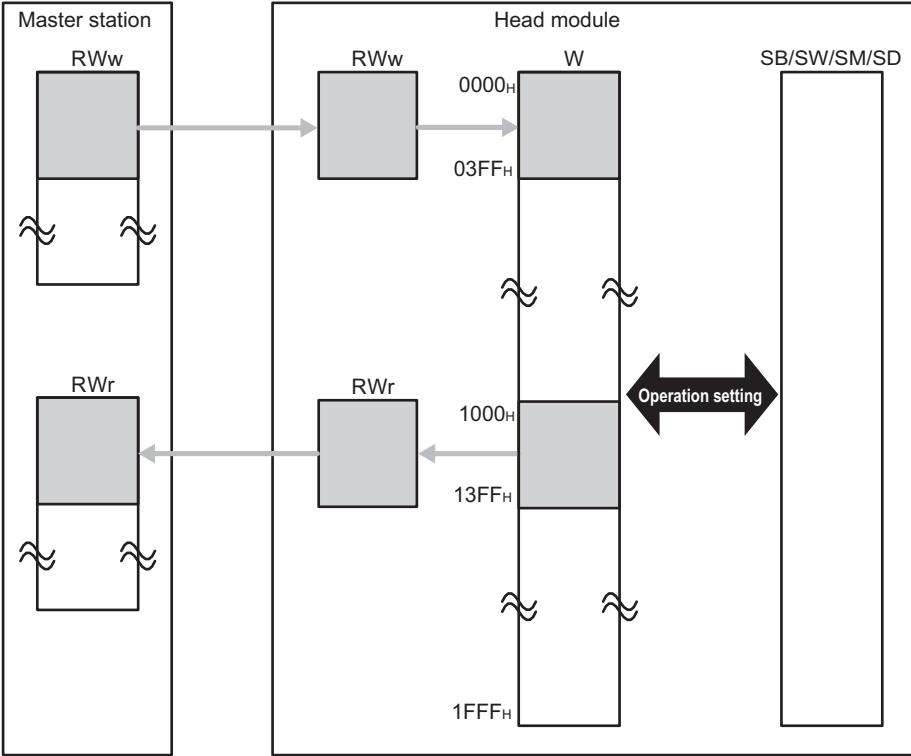 Master station
Head module
RWw
RWw
W
SB/SW/SM/SD
0000H
03FFH
RWr
RWr
1000H
Operation setting
13FFH
1FFFH